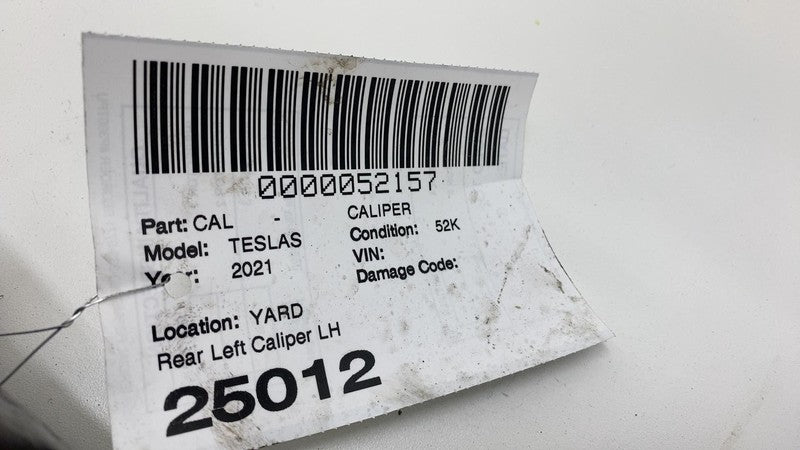 0000052157
Part: CAL - CALIPER
Model: TESLAS Condition: 52K
Year: 2021 VIN:
Damage Code:
Location: YARD
Rear Left Caliper LH
25012